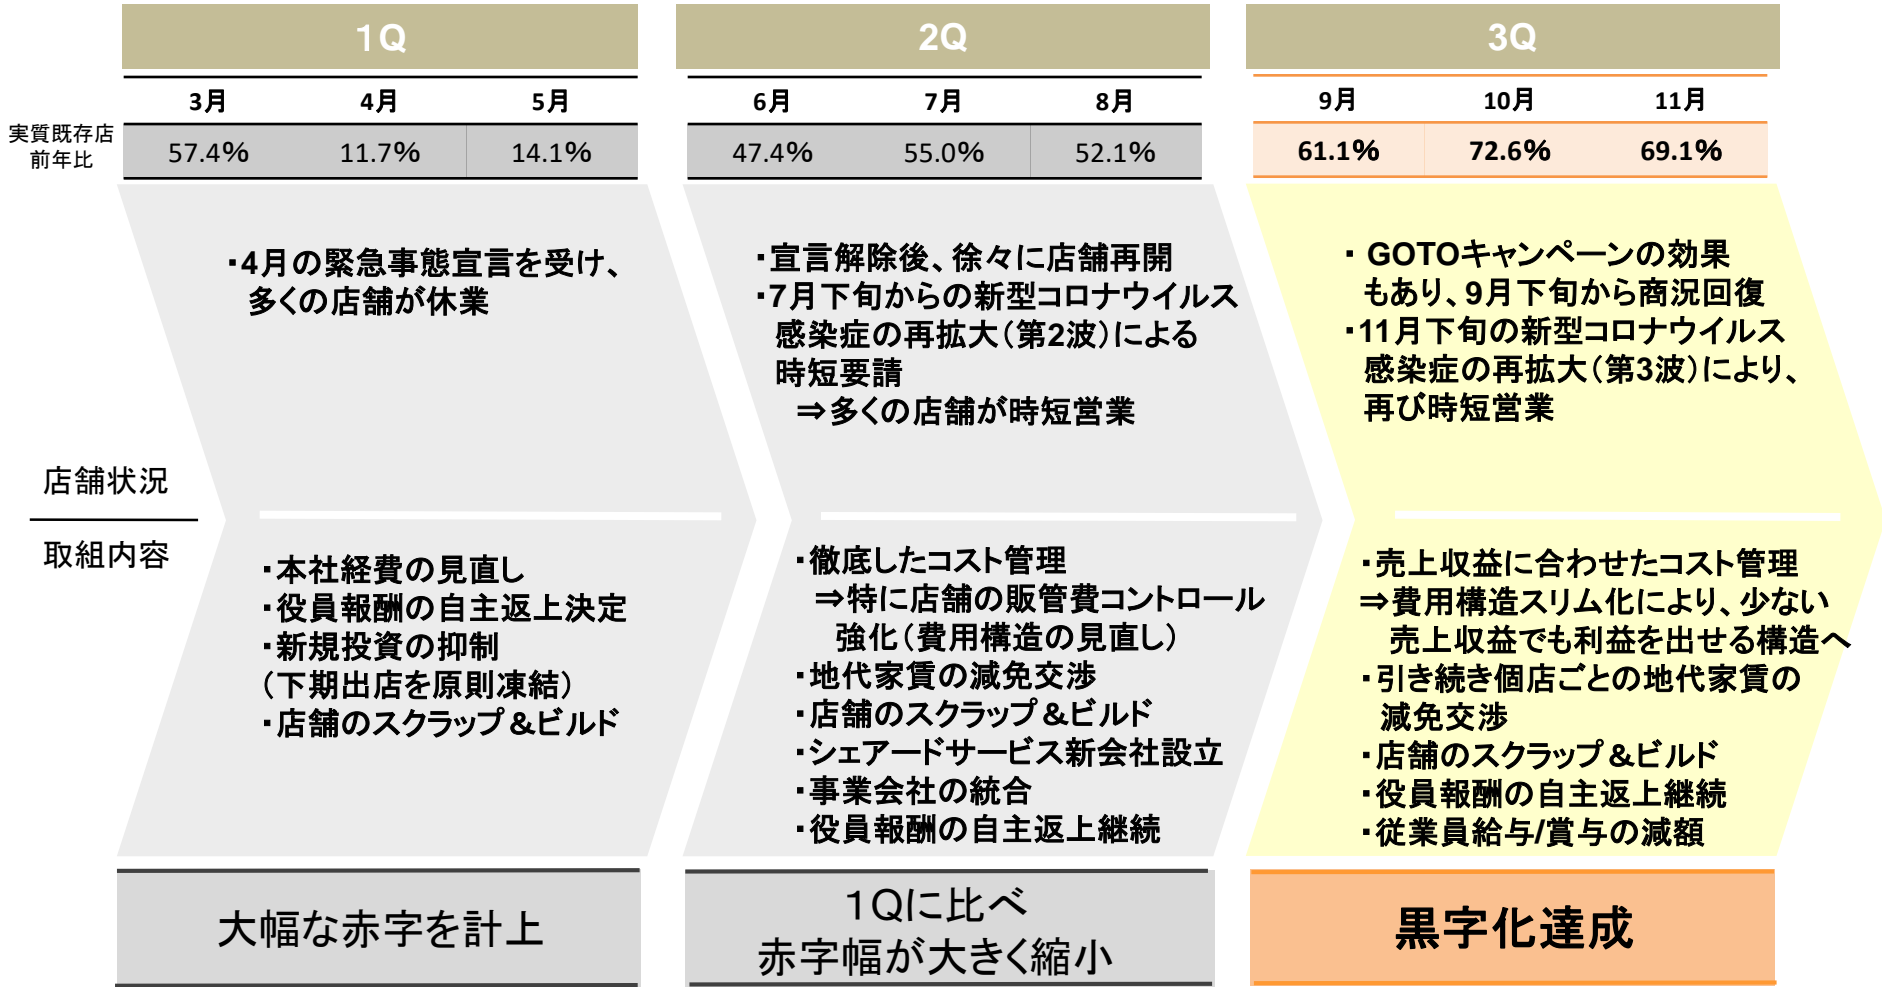 1Q
2Q
3Q
3月 4月 5月
6月 7月 8月
9月 10月 11月
実質既存店
前年比
57.4% 11.7% 14.1%
47.4% 55.0% 52.1%
61.1% 72.6% 69.1%
店舗状況
取組内容
・4月の緊急事態宣言を受け、
多くの店舗が休業
・本社経費の見直し
・役員報酬の自主返上決定
・新規投資の抑制
（下期出店を原則凍結）
・店舗のスクラップ＆ビルド
大幅な赤字を計上
・宣言解除後、徐々に店舗再開
・7月下旬からの新型コロナウイルス
感染症の再拡大（第2波）による
時短要請
⇒多くの店舗が時短営業
・徹底したコスト管理
⇒特に店舗の販管費コントロール
強化（費用構造の見直し）
・地代家賃の減免交渉
・店舗のスクラップ＆ビルド
・シェアードサービス新会社設立
・事業会社の統合
・役員報酬の自主返上継続
1Qに比べ
赤字幅が大きく縮小
・GOTOキャンペーンの効果
もあり、9月下旬から商況回復
・11月下旬の新型コロナウイルス
感染症の再拡大（第3波）により、
再び時短営業
・売上収益に合わせたコスト管理
⇒費用構造スリム化により、少ない
売上収益でも利益を出せる構造へ
・引き続き個店ごとの地代家賃の
減免交渉
・店舗のスクラップ＆ビルド
・役員報酬の自主返上継続
・従業員給与/賞与の減額
黒字化達成